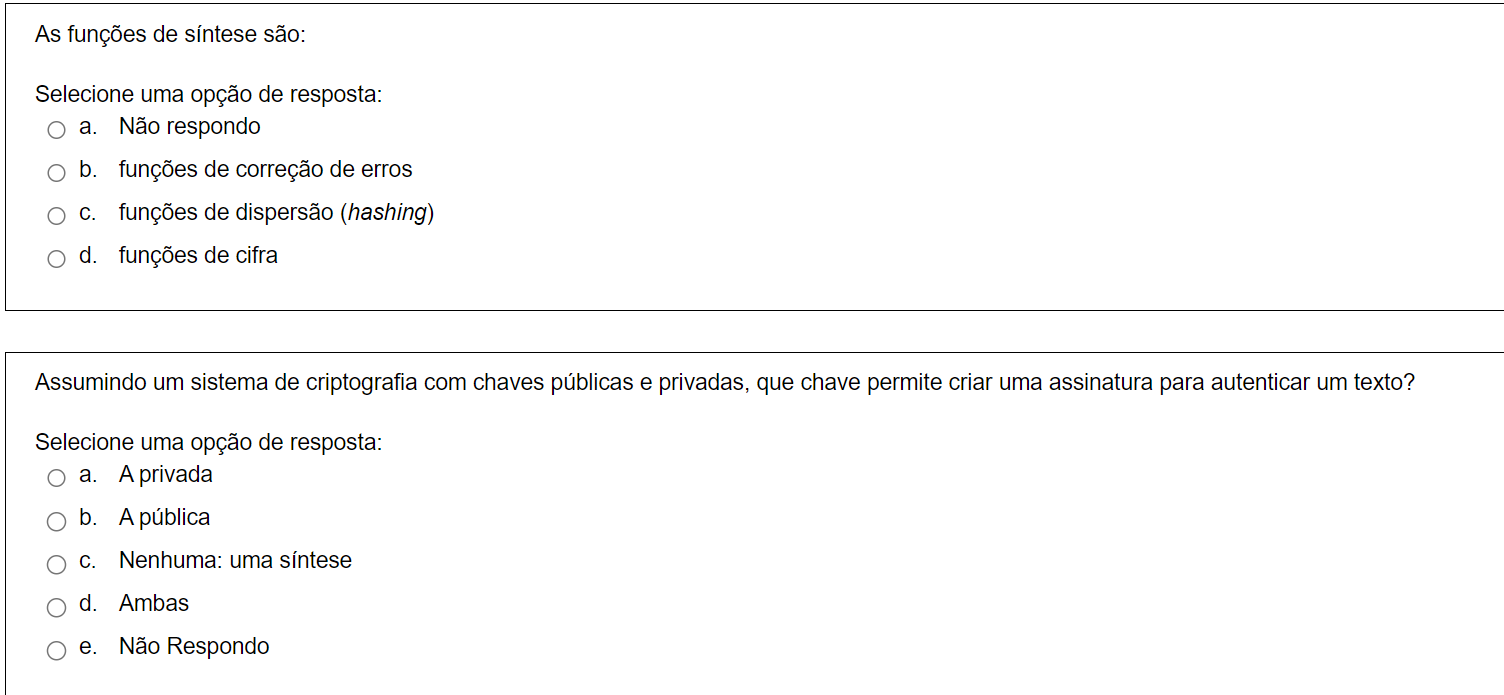 As funções de síntese são:
Selecione uma opção de resposta:
a. Não respondo
b. funções de correção de erros
c. funções de dispersão (hashing)
d. funções de cifra
Assumindo um sistema de criptografia com chaves públicas e privadas, que chave permite criar uma assinatura para autenticar um texto?
Selecione uma opção de resposta:
a. A privada
b. A pública
c. Nenhuma: uma síntese
d. Ambas
e. Não Respondo